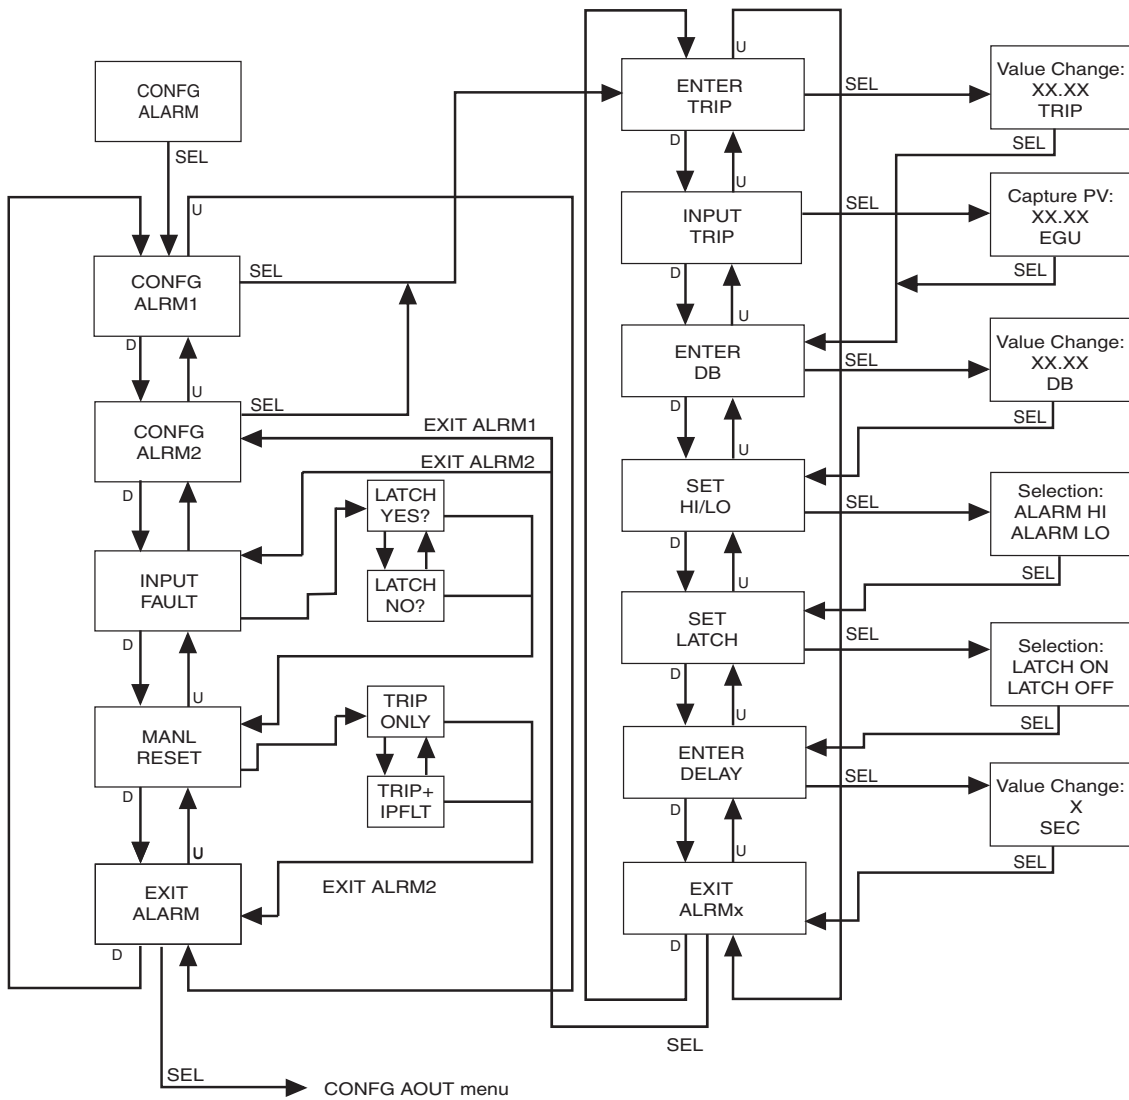 CONFG
ALARM
SEL
U
CONFG
ALRM1
SEL
D
U
CONFG
ALRM2
SEL
EXIT ALRM1
EXIT ALRM2
D
LATCH
YES?
LATCH
NO?
INPUT
FAULT
D
U
MANL
RESET
TRIP
ONLY
TRIP+
IPFLT
D
U
EXIT
ALARM
EXIT ALRM2
D
SEL
CONFG AOUT menu
U
ENTER
TRIP
SEL
Value Change:
XX.XX
TRIP
SEL
D
U
INPUT
TRIP
SEL
Capture PV:
XX.XX
EGU
SEL
D
U
ENTER
DB
SEL
Value Change:
XX.XX
DB
SEL
D
U
SET
HI/LO
SEL
Selection:
ALARM HI
ALARM LO
SEL
D
U
SET
LATCH
SEL
Selection:
LATCH ON
LATCH OFF
SEL
D
U
ENTER
DELAY
SEL
Value Change:
X
SEC
SEL
D
U
EXIT
ALRMx
D
SEL